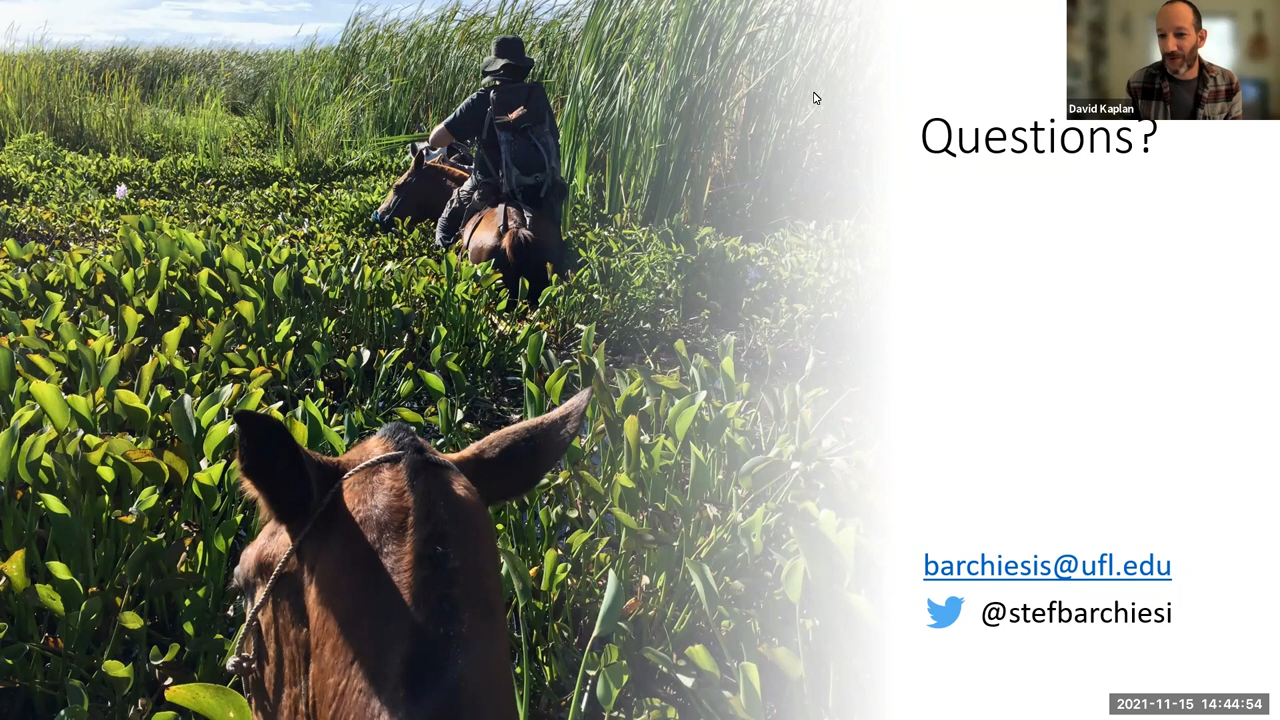 David Kaplan
Questions?
barchiesis@ufl.edu
@stefbarchiesi
2021-11-15 14:44:54